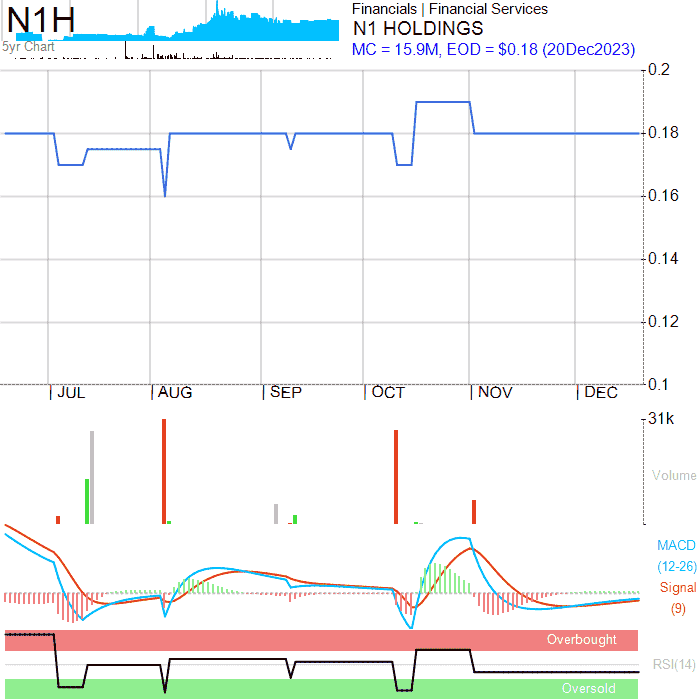 N1H
5yr Chart
Financials | Financial Services
N1 HOLDINGS
MC = 15.9M, EOD = $0.18 (20Dec2023)
0.2
0.18
0.16
0.14
0.12
0.1
JUL AUG SEP OCT NOV DEC
31k
Volume
MACD
(12-26)
Signal
(9)
Overbought
RSI(14)
Oversold